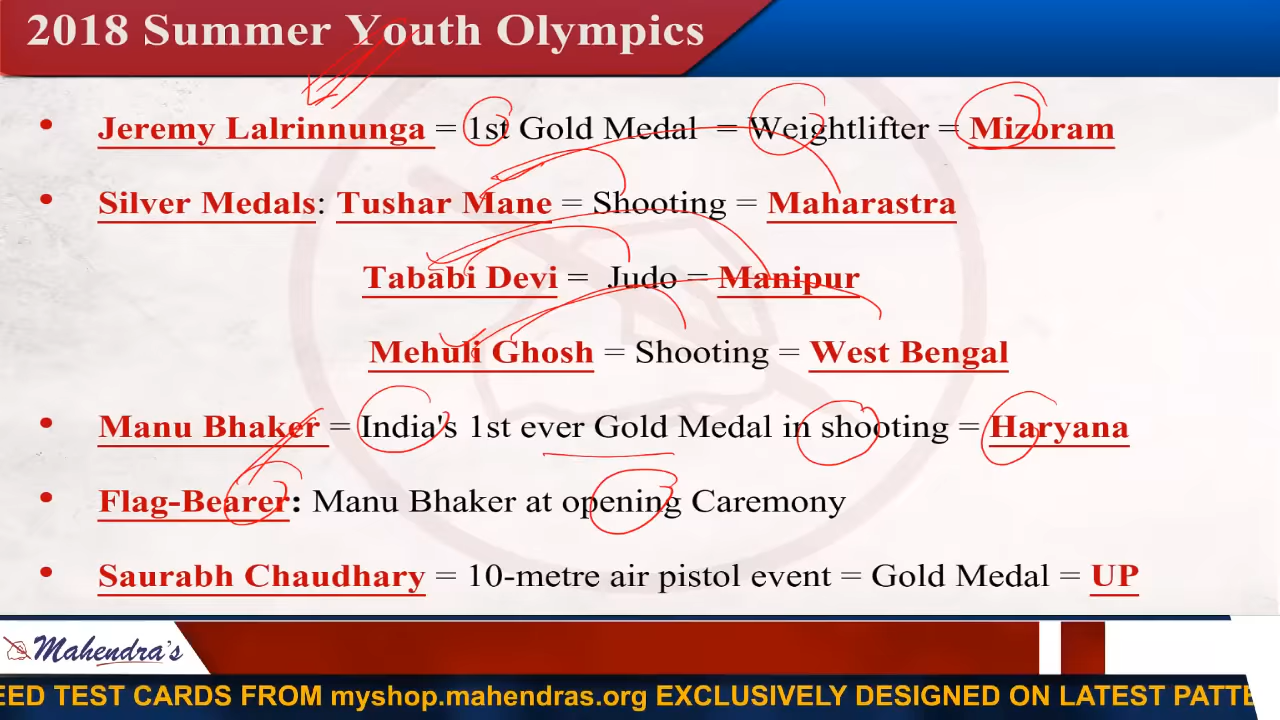 2018 Summer Youth Olympics
• Jeremy Lalrinnunga = 1st Gold Medal = Weightlifter = Mizoram
• Silver Medals: Tushar Mane = Shooting = Maharastra
Tababi Devi = Judo = Manipur
Mehuli Ghosh = Shooting = West Bengal
• Manu Bhaker = India's 1st ever Gold Medal in shooting = Haryana
• Flag-Bearer: Manu Bhaker at opening Caremony
• Saurabh Chaudhary = 10-metre air pistol event = Gold Medal = UP
Mahendra's
EED TEST CARDS FROM myshop.mahendras.org EXCLUSIVELY DESIGNED ON LATEST PATTE